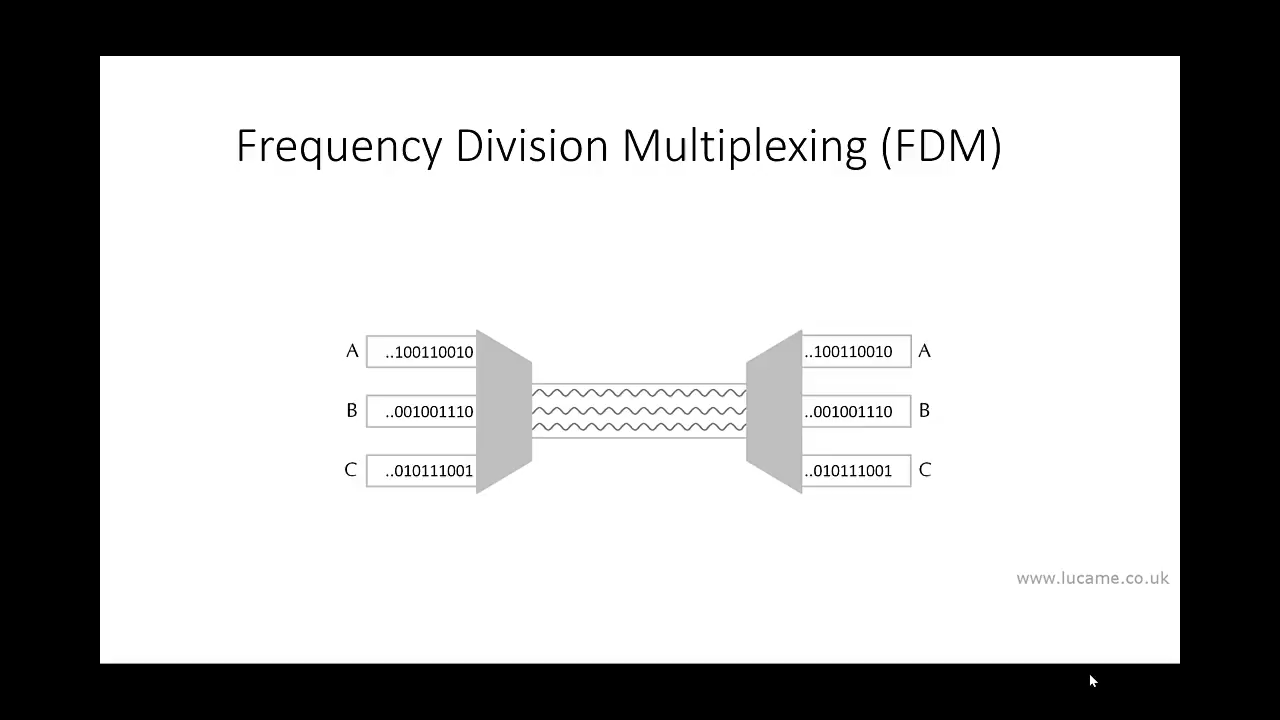 Frequency Division Multiplexing (FDM)
A ..100110010 ..100110010 A
B ..001001110 ..001001110 B
C ..010111001 ..010111001 C
www.lucame.co.uk